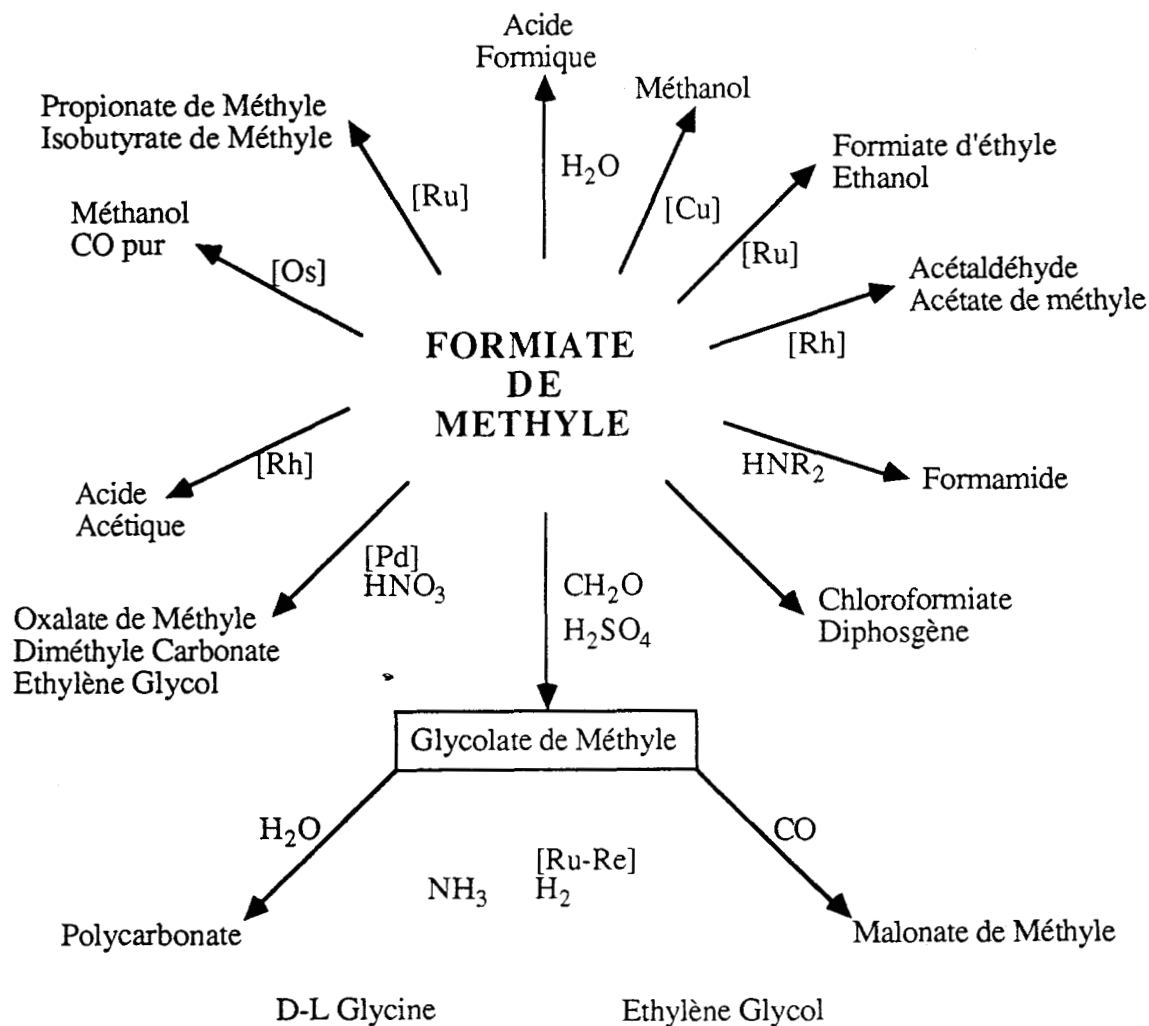 Acide
Formique
Méthanol
Propionate de Méthyle
Isobutyrate de Méthyle
H₂O
Formiate d'éthyle
Ethanol
[Ru]
[Cu]
Méthanol
CO pur
[Ru]
[Os]
Acétaldéhyde
Acétate de méthyle
[Rh]
FORMIATE
DE
METHYLE
[Rh]
HNR₂
Formamide
Acide
Acétique
[Pd]
HNO₃
CH₂O
H₂SO₄
Chloroformiate
Diphosgène
Oxalate de Méthyle
Diméthyle Carbonate
Ethylène Glycol
Glycolate de Méthyle
H₂O
CO
NH₃
[Ru-Re]
H₂
Polycarbonate
Malonate de Méthyle
D-L Glycine
Ethylène Glycol